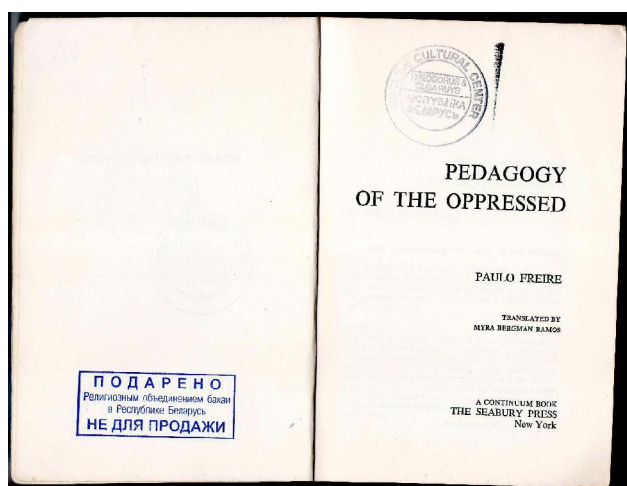 ПОДАРЕНО
Религиозным объединением бахаи
в Республике Беларусь
НЕ ДЛЯ ПРОДАЖИ
CULTURAL CENTER
РЕСПУБЛИКА
БЕЛАРУСЬ
PEDAGOGY
OF THE OPPRESSED
PAULO FREIRE
TRANSLATED BY
MYRA BERGMAN RAMOS
A CONTINUUM BOOK
THE SEABURY PRESS
New York